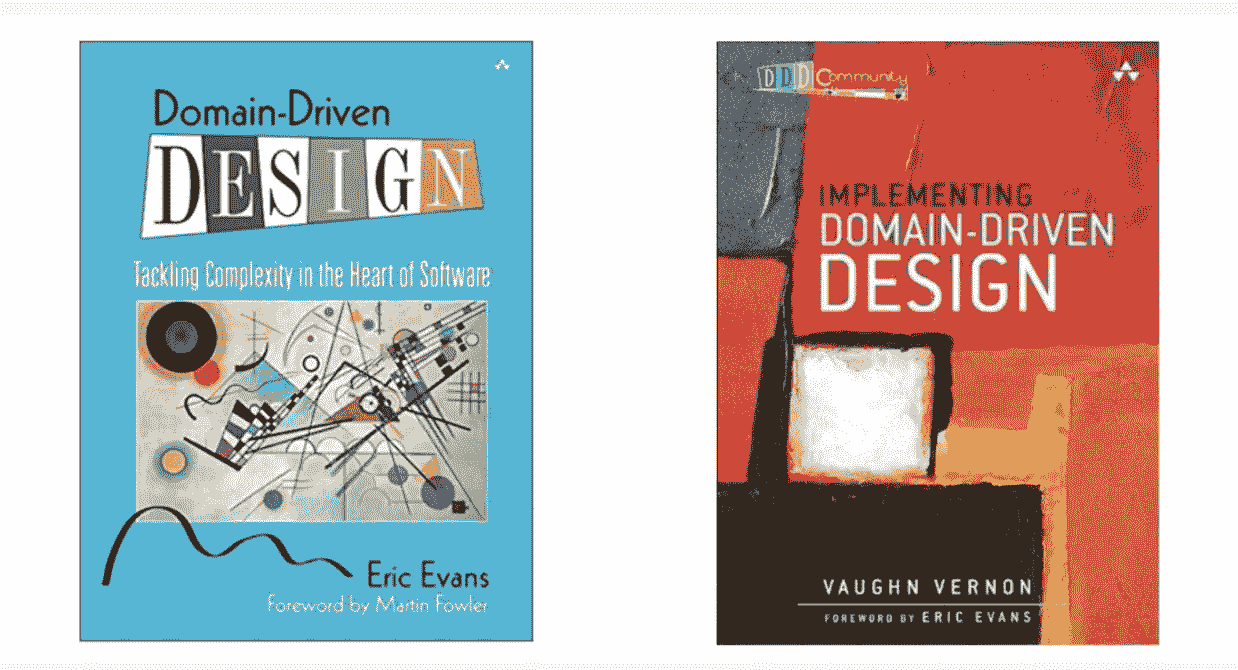 Domain-Driven
DESIGN
Tackling Complexity in the Heart of Software
Eric Evans
Foreword by Martin Fowler
DDD Community
IMPLEMENTING
DOMAIN-DRIVEN
DESIGN
VAUGHN VERNON
FOREWORD BY ERIC EVANS